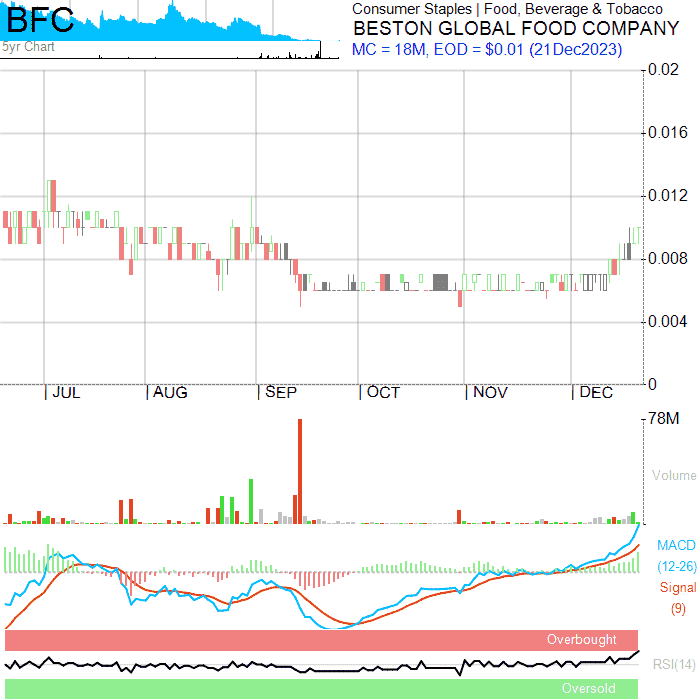 BFC
5yr Chart
Consumer Staples | Food, Beverage & Tobacco
BESTON GLOBAL FOOD COMPANY
MC = 18M, EOD = $0.01 (21Dec2023)
0.02
0.016
0.012
0.008
0.004
0
JUL AUG SEP OCT NOV DEC
78M
Volume
MACD
(12-26)
Signal
(9)
Overbought
RSI(14)
Oversold